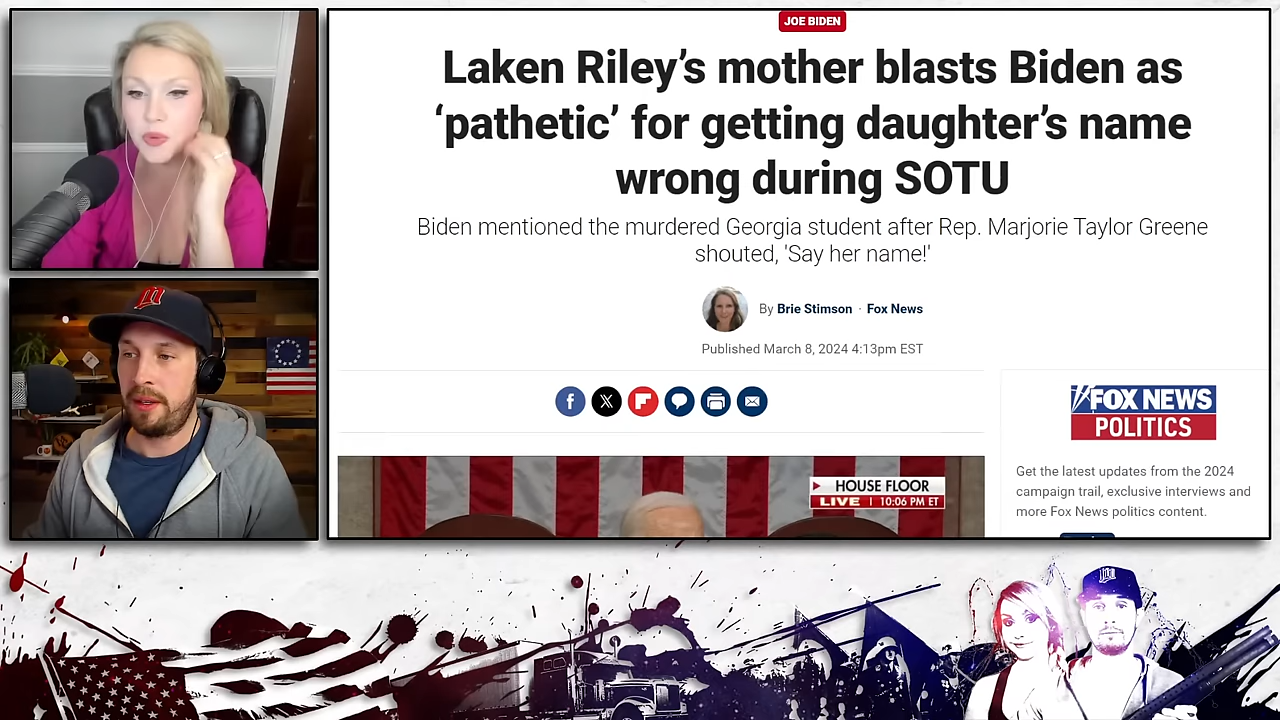 JOE BIDEN
Laken Riley’s mother blasts Biden as
‘pathetic’ for getting daughter’s name
wrong during SOTU
Biden mentioned the murdered Georgia student after Rep. Marjorie Taylor Greene
shouted, 'Say her name!'
By Brie Stimson · Fox News
Published March 8, 2024 4:13pm EST
HOUSE FLOOR
LIVE | 10:06 PM ET
FOX NEWS
POLITICS
Get the latest updates from the 2024
campaign trail, exclusive interviews and
more Fox News politics content.